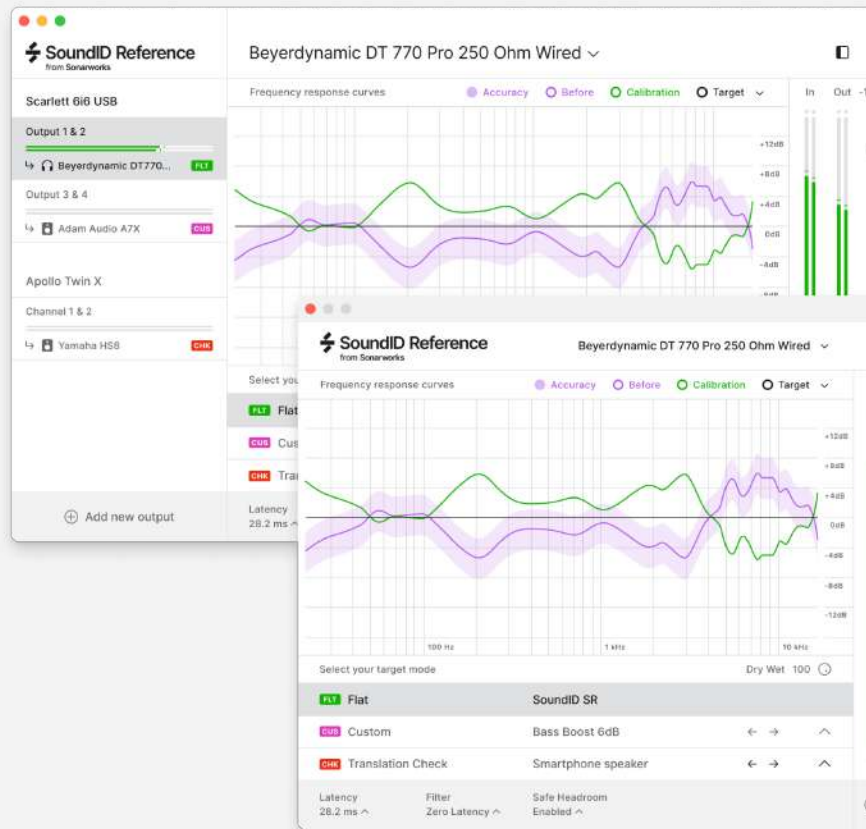 SoundID Reference
from Sonarworks
Beyerdynamic DT 770 Pro 250 Ohm Wired
Scarlett 6i6 USB
Frequency response curves Accuracy Before Calibration Target In Out
Output 1 & 2
Beyerdynamic DT770... FLT
Output 3 & 4
Adam Audio A7X CUS
Apollo Twin X
Channel 1 & 2
Yamaha HS8 CHK
Add new output
+12dB
+8dB
+4dB
0dB
-4dB
Select you
FLT Flat
CUS Cus
CHK Tra
Latency
28.2 ms
SoundID Reference
from Sonarworks
Beyerdynamic DT 770 Pro 250 Ohm Wired
Frequency response curves Accuracy Before Calibration Target
+12dB
+8dB
+4dB
0dB
-4dB
-8dB
-12dB
100 Hz 1 kHz 10 kHz
Select your target mode Dry Wet 100
FLT Flat SoundID SR
CUS Custom Bass Boost 6dB
CHK Translation Check Smartphone speaker
Latency Filter Safe Headroom
28.2 ms Zero Latency Enabled